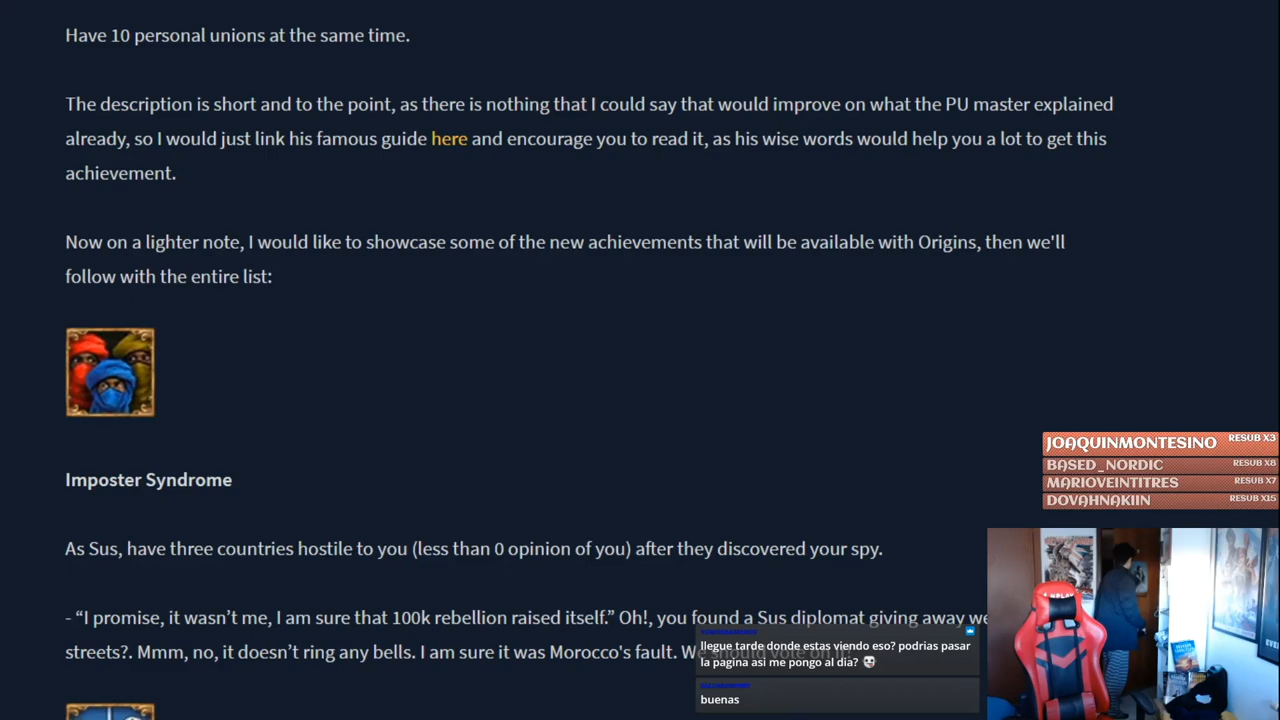 Have 10 personal unions at the same time.
The description is short and to the point, as there is nothing that I could say that would improve on what the PU master explained
already, so I would just link his famous guide here and encourage you to read it, as his wise words would help you a lot to get this
achievement.
Now on a lighter note, I would like to showcase some of the new achievements that will be available with Origins, then we'll
follow with the entire list:
Imposter Syndrome
As Sus, have three countries hostile to you (less than 0 opinion of you) after they discovered your spy.
- “I promise, it wasn’t me, I am sure that 100k rebellion raised itself.” Oh!, you found a Sus diplomat giving away
streets?. Mmm, no, it doesn’t ring any bells. I am sure it was Morocco's fault.
JOAQUINMONTESINO RESUB X3
BASED_NORDIC RESUB X8
MARIOVEINTITRES RESUB X7
DOVAHNAKIIN RESUB X15
llegue tarde donde estas viendo eso? podrias pasar
la pagina asi me pongo al dia?
buenas